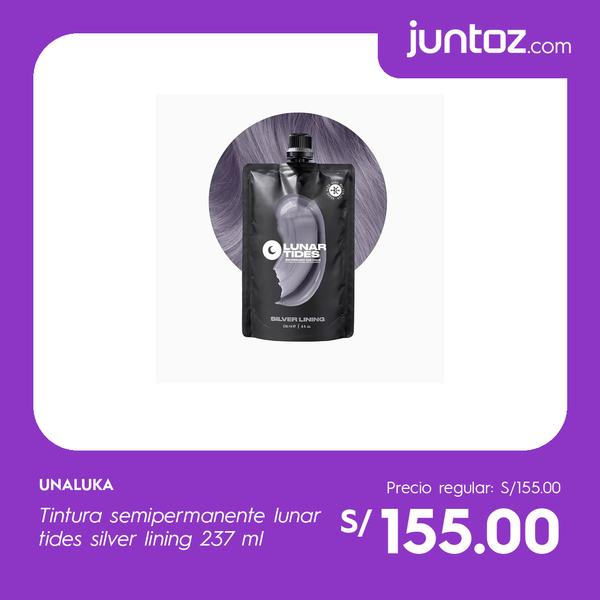 juntoz.com
LUNAR
TIDES
SILVER LINING
UNALUKA
Tintura semipermanente lunar
tides silver lining 237 ml
Precio regular: S/155.00
S/155.00